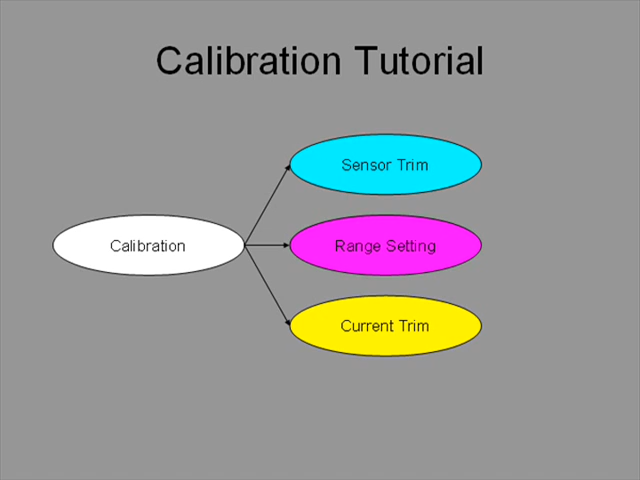 Calibration Tutorial
Sensor Trim
Calibration
Range Setting
Current Trim